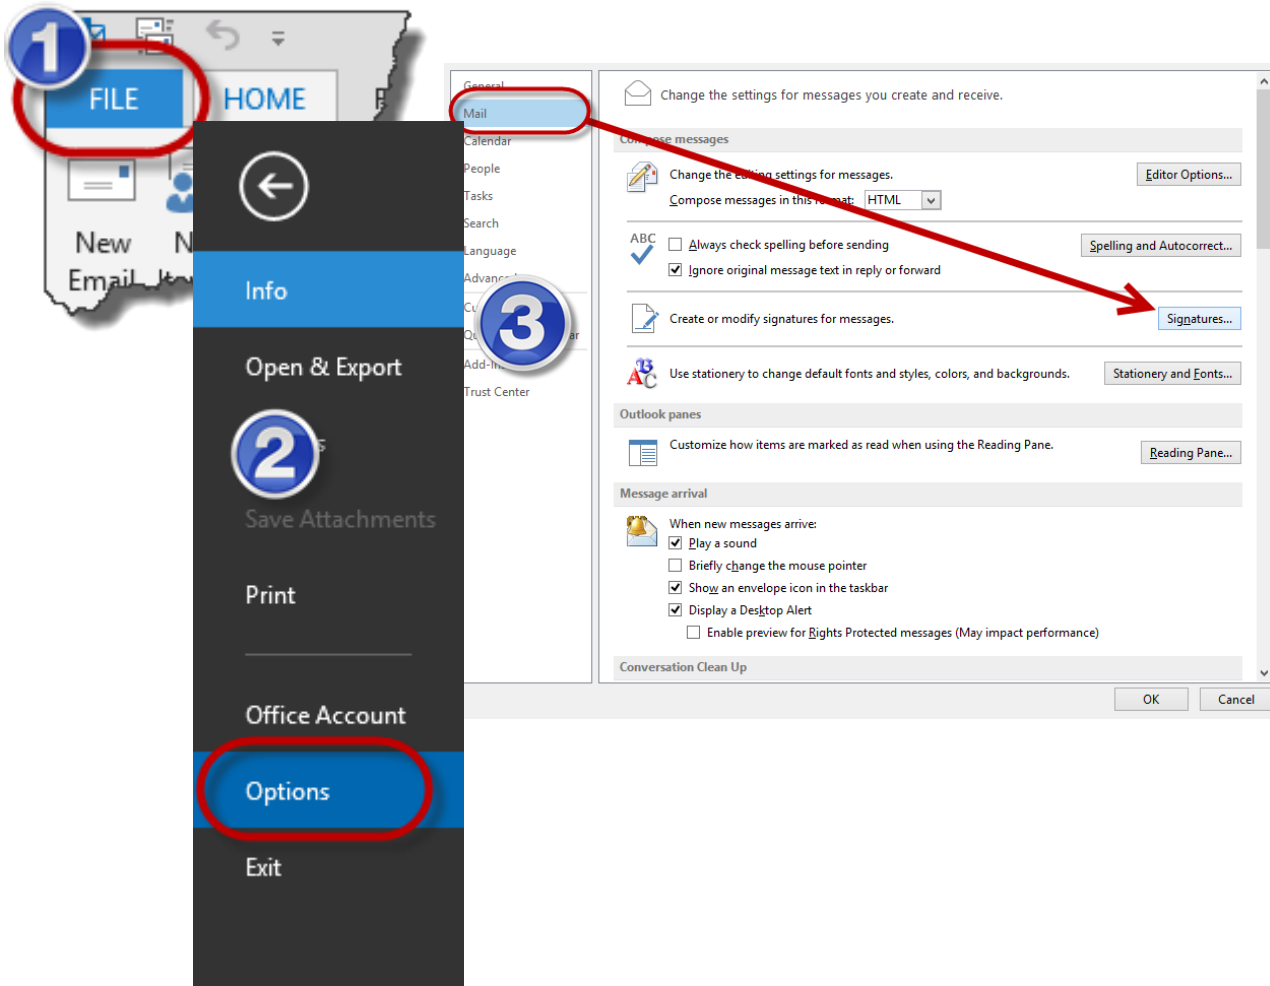 1
FILE
HOME
New
Email
2
Info
Open & Export
Save Attachments
Print
Office Account
Options
Exit
3
General
Mail
Calendar
People
Tasks
Search
Language
Add-In
Trust Center
Change the settings for messages you create and receive.
Compose messages
Change the editing settings for messages.
Editor Options...
Compose messages in this format:
HTML
ABC
Always check spelling before sending
Spelling and Autocorrect...
Ignore original message text in reply or forward
Create or modify signatures for messages.
Signatures...
Use stationery to change default fonts and styles, colors, and backgrounds.
Stationery and Fonts...
Outlook panes
Customize how items are marked as read when using the Reading Pane.
Reading Pane...
Message arrival
When new messages arrive:
Play a sound
Briefly change the mouse pointer
Show an envelope icon in the taskbar
Display a Desktop Alert
Enable preview for Rights Protected messages (May impact performance)
Conversation Clean Up
OK
Cancel